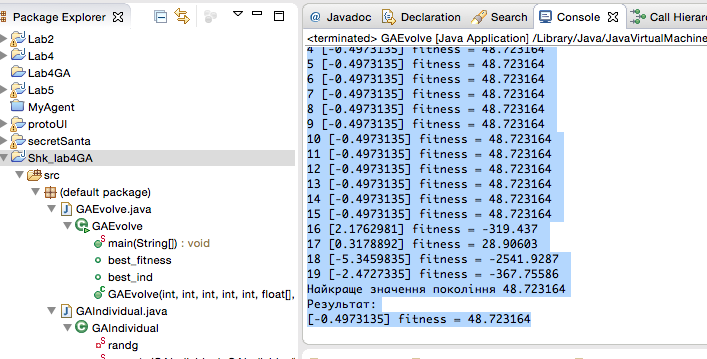 Package Explorer
Lab2
Lab4
Lab4GA
Lab5
MyAgent
protoUI
secretSanta
Shk_lab4GA
src
(default package)
GAEvolve.java
GAEvolve
main(String[]) : void
best_fitness
best_ind
GAEvolve(int, int, int, int, int, float[],
GAIndividual.java
GAIndividual
randg
@ Javadoc Declaration Search Console Call Hierar
<terminated> GAEvolve [Java Application] /Library/Java/JavaVirtualMachine
4 [-0.4973135] fitness = 48.723164
5 [-0.4973135] fitness = 48.723164
6 [-0.4973135] fitness = 48.723164
7 [-0.4973135] fitness = 48.723164
8 [-0.4973135] fitness = 48.723164
9 [-0.4973135] fitness = 48.723164
10 [-0.4973135] fitness = 48.723164
11 [-0.4973135] fitness = 48.723164
12 [-0.4973135] fitness = 48.723164
13 [-0.4973135] fitness = 48.723164
14 [-0.4973135] fitness = 48.723164
15 [-0.4973135] fitness = 48.723164
16 [2.1762981] fitness = -319.437
17 [0.3178892] fitness = 28.90603
18 [-5.3459835] fitness = -2541.9287
19 [-2.4727335] fitness = -367.75586
Найкраще значення покоління 48.723164
Результат:
[-0.4973135] fitness = 48.723164